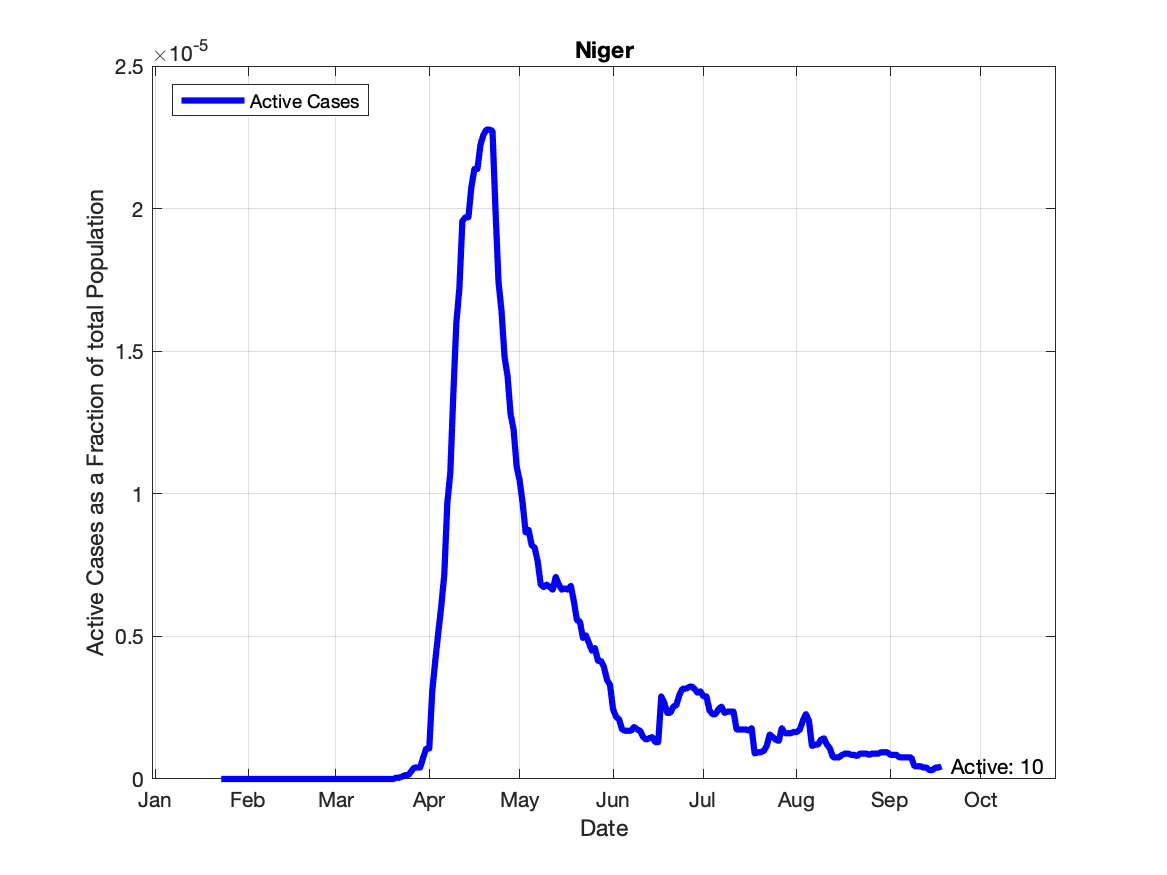 Niger
×10-5
Active Cases
2.5
2
1.5
1
0.5
0
Active Cases as a Fraction of total Population
Active: 10
Jan Feb Mar Apr May Jun Jul Aug Sep Oct
Date